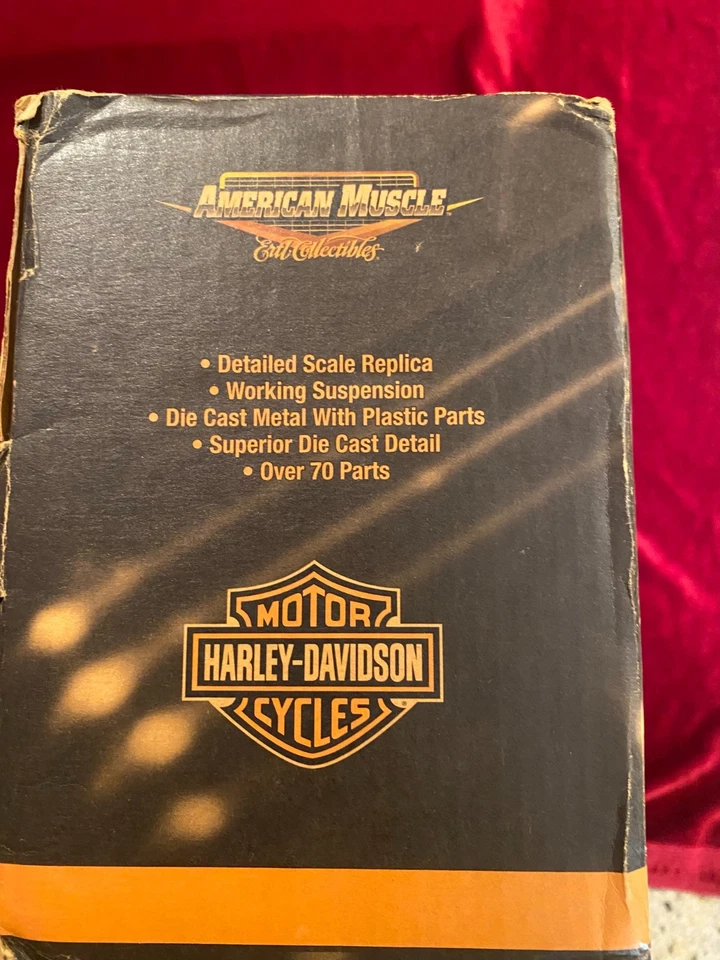 AMERICAN MUSCLE™
Ertl Collectibles
• Detailed Scale Replica
• Working Suspension
• Die Cast Metal With Plastic Parts
• Superior Die Cast Detail
• Over 70 Parts
MOTOR
HARLEY-DAVIDSON
CYCLES®